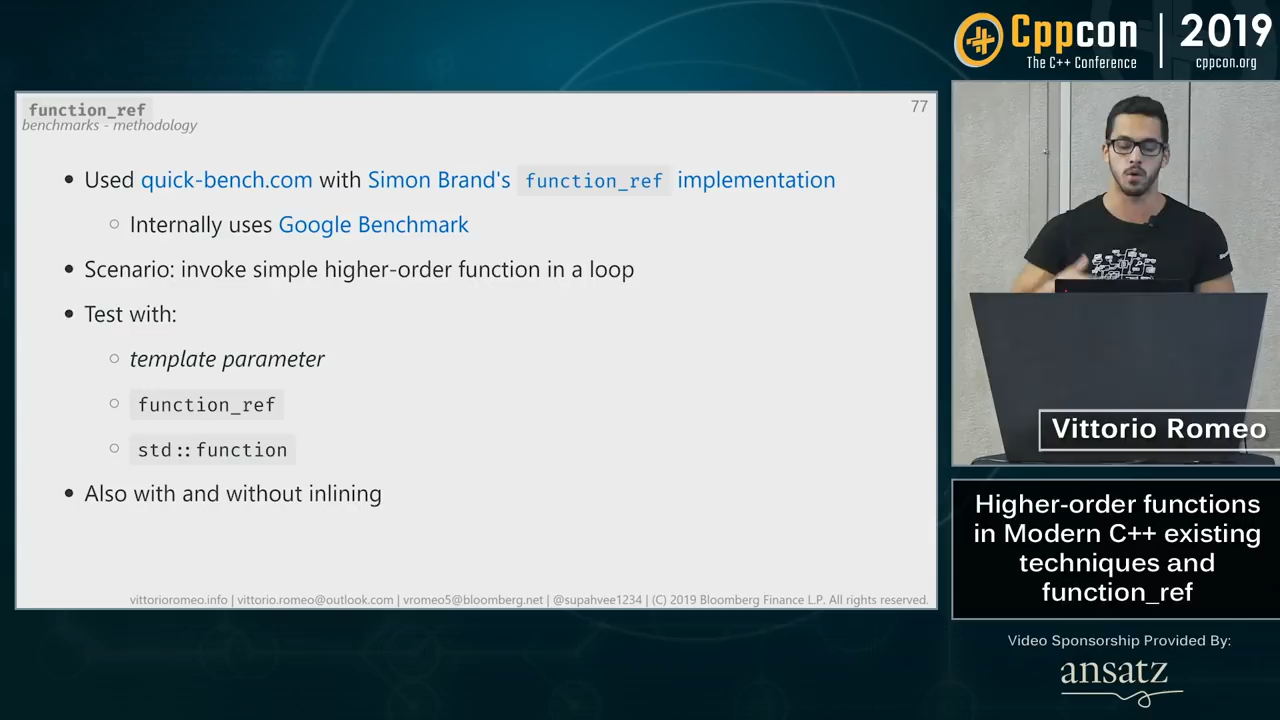 Cppcon
The C++ Conference
2019
cppcon.org
function_ref
benchmarks - methodology
77
• Used quick-bench.com with Simon Brand's function_ref implementation
○ Internally uses Google Benchmark
• Scenario: invoke simple higher-order function in a loop
• Test with:
○ template parameter
○ function_ref
○ std::function
• Also with and without inlining
vittorioromeo.info | vittorio.romeo@outlook.com | vromeo5@bloomberg.net | @supahvee1234 | (C) 2019 Bloomberg Finance L.P. All rights reserved.
Vittorio Romeo
Higher-order functions
in Modern C++ existing
techniques and
function_ref
Video Sponsorship Provided By:
ansatz